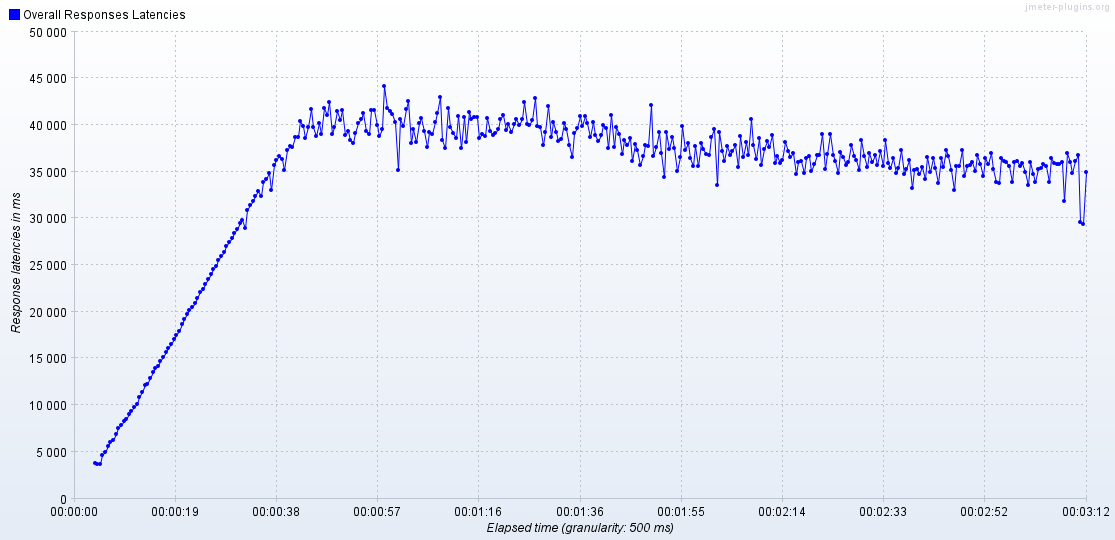 Overall Responses Latencies
jmeter-plugins.org
50 000
45 000
40 000
35 000
30 000
25 000
20 000
15 000
10 000
5 000
0
Response latencies in ms
00:00:00 00:00:19 00:00:38 00:00:57 00:01:16 00:01:36 00:01:55 00:02:14 00:02:33 00:02:52 00:03:12
Elapsed time (granularity: 500 ms)